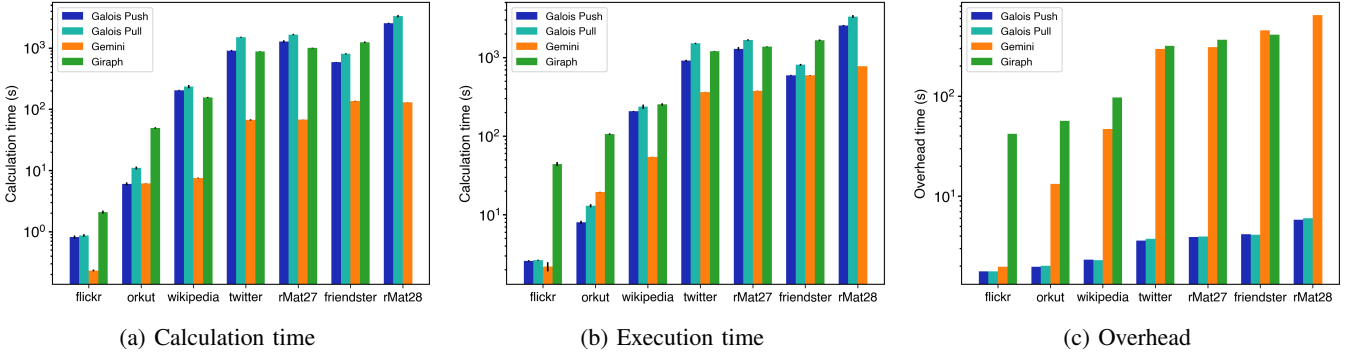 Calculation time (s)
10^3
10^2
10^1
10^0
Galois Push
Galois Pull
Gemini
Giraph
flickr orkut wikipedia twitter rMat27 friendster rMat28
(a) Calculation time
Calculation time (s)
10^3
10^2
10^1
Galois Push
Galois Pull
Gemini
Giraph
flickr orkut wikipedia twitter rMat27 friendster rMat28
(b) Execution time
Overhead time (s)
10^2
10^1
Galois Push
Galois Pull
Gemini
Giraph
flickr orkut wikipedia twitter rMat27 friendster rMat28
(c) Overhead